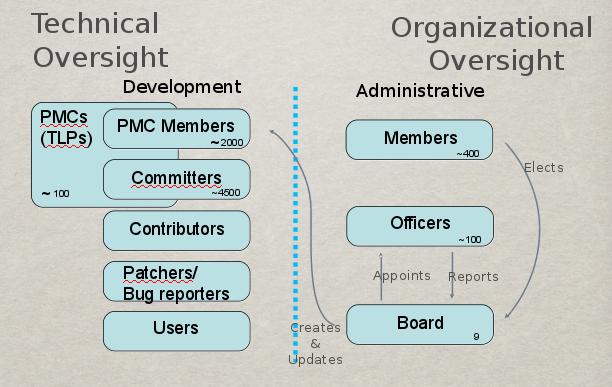 Technical
Oversight
Organizational
Oversight
Development
Administrative
PMCs
(TLPs)
~ 100
PMC Members
~ 2000
Committers
~4500
Contributors
Patchers/
Bug reporters
Users
Members
~400
Elects
Officers
~100
Appoints
Reports
Board
9
Creates
&
Updates